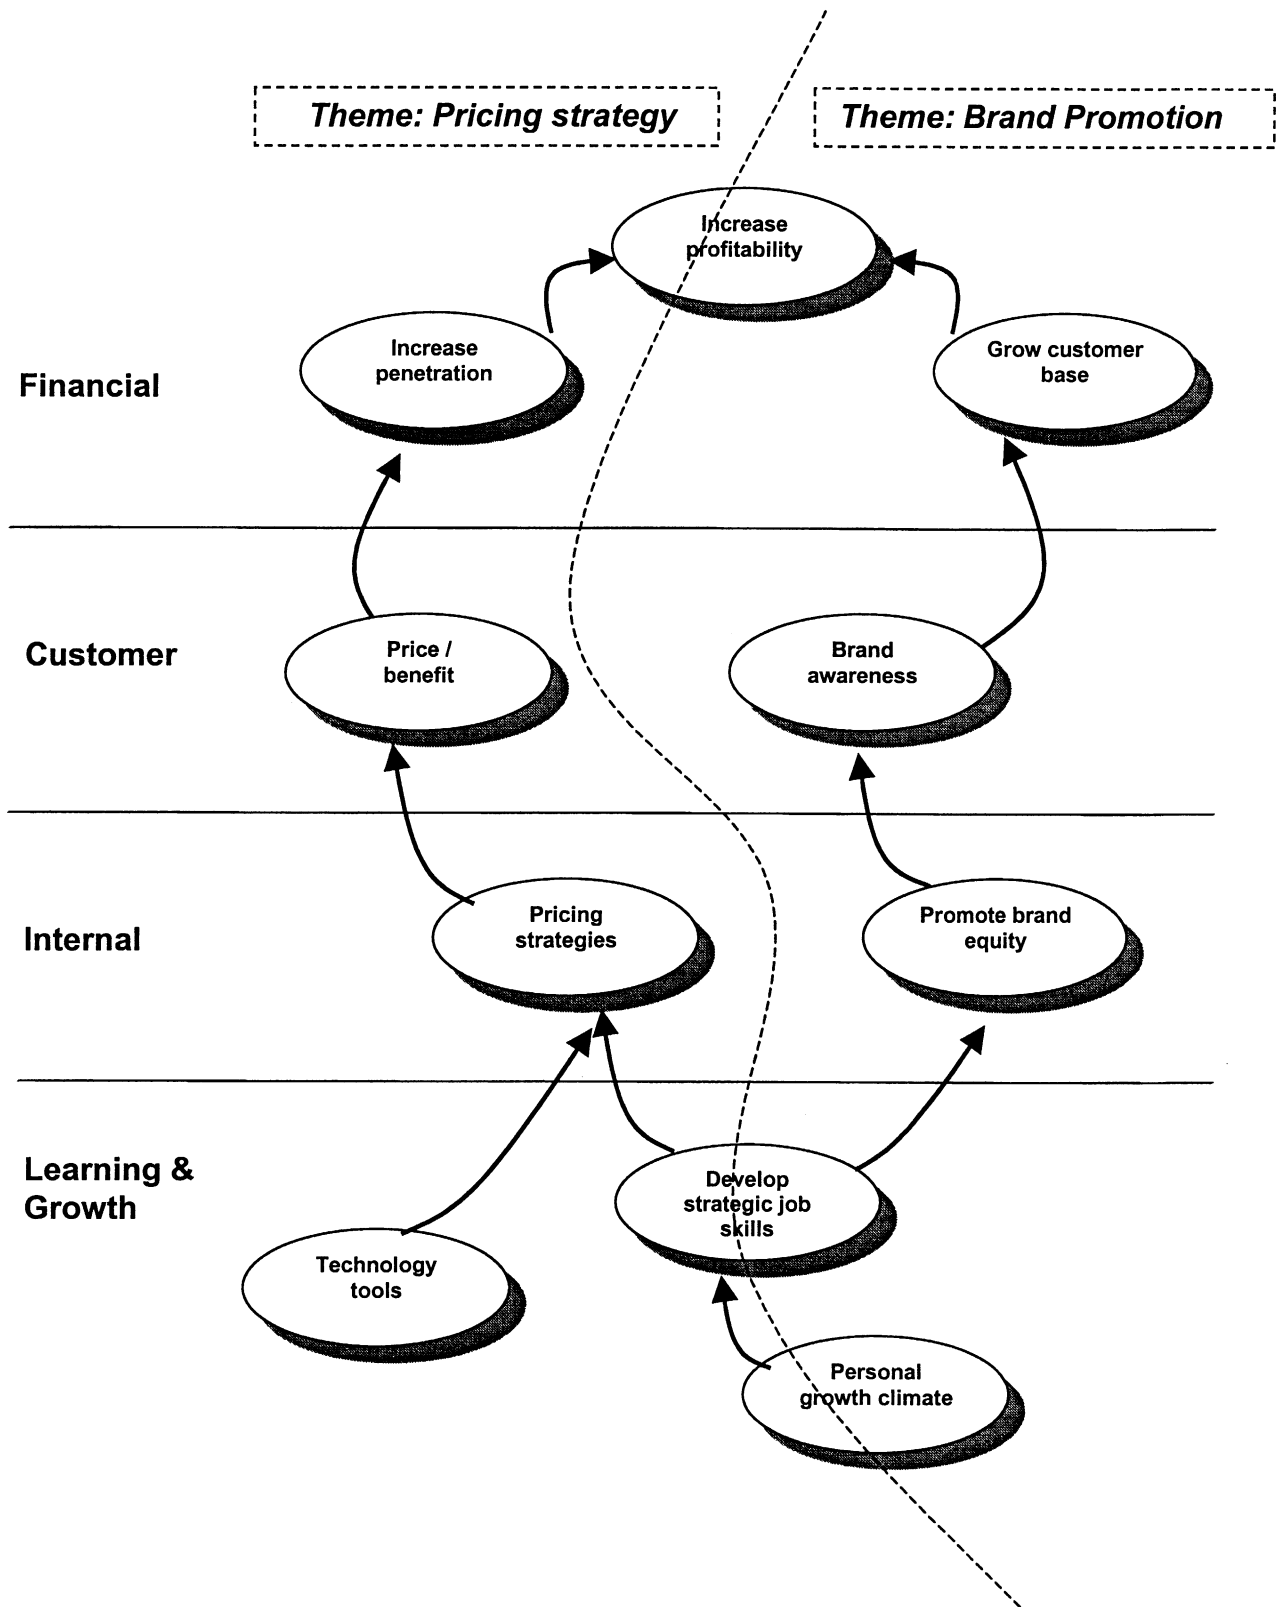 Theme: Pricing strategy
Theme: Brand Promotion
Increase
profitability
Financial
Increase
penetration
Grow customer
base
Customer
Price /
benefit
Brand
awareness
Internal
Pricing
strategies
Promote brand
equity
Learning &
Growth
Develop
strategic job
skills
Technology
tools
Personal
growth climate